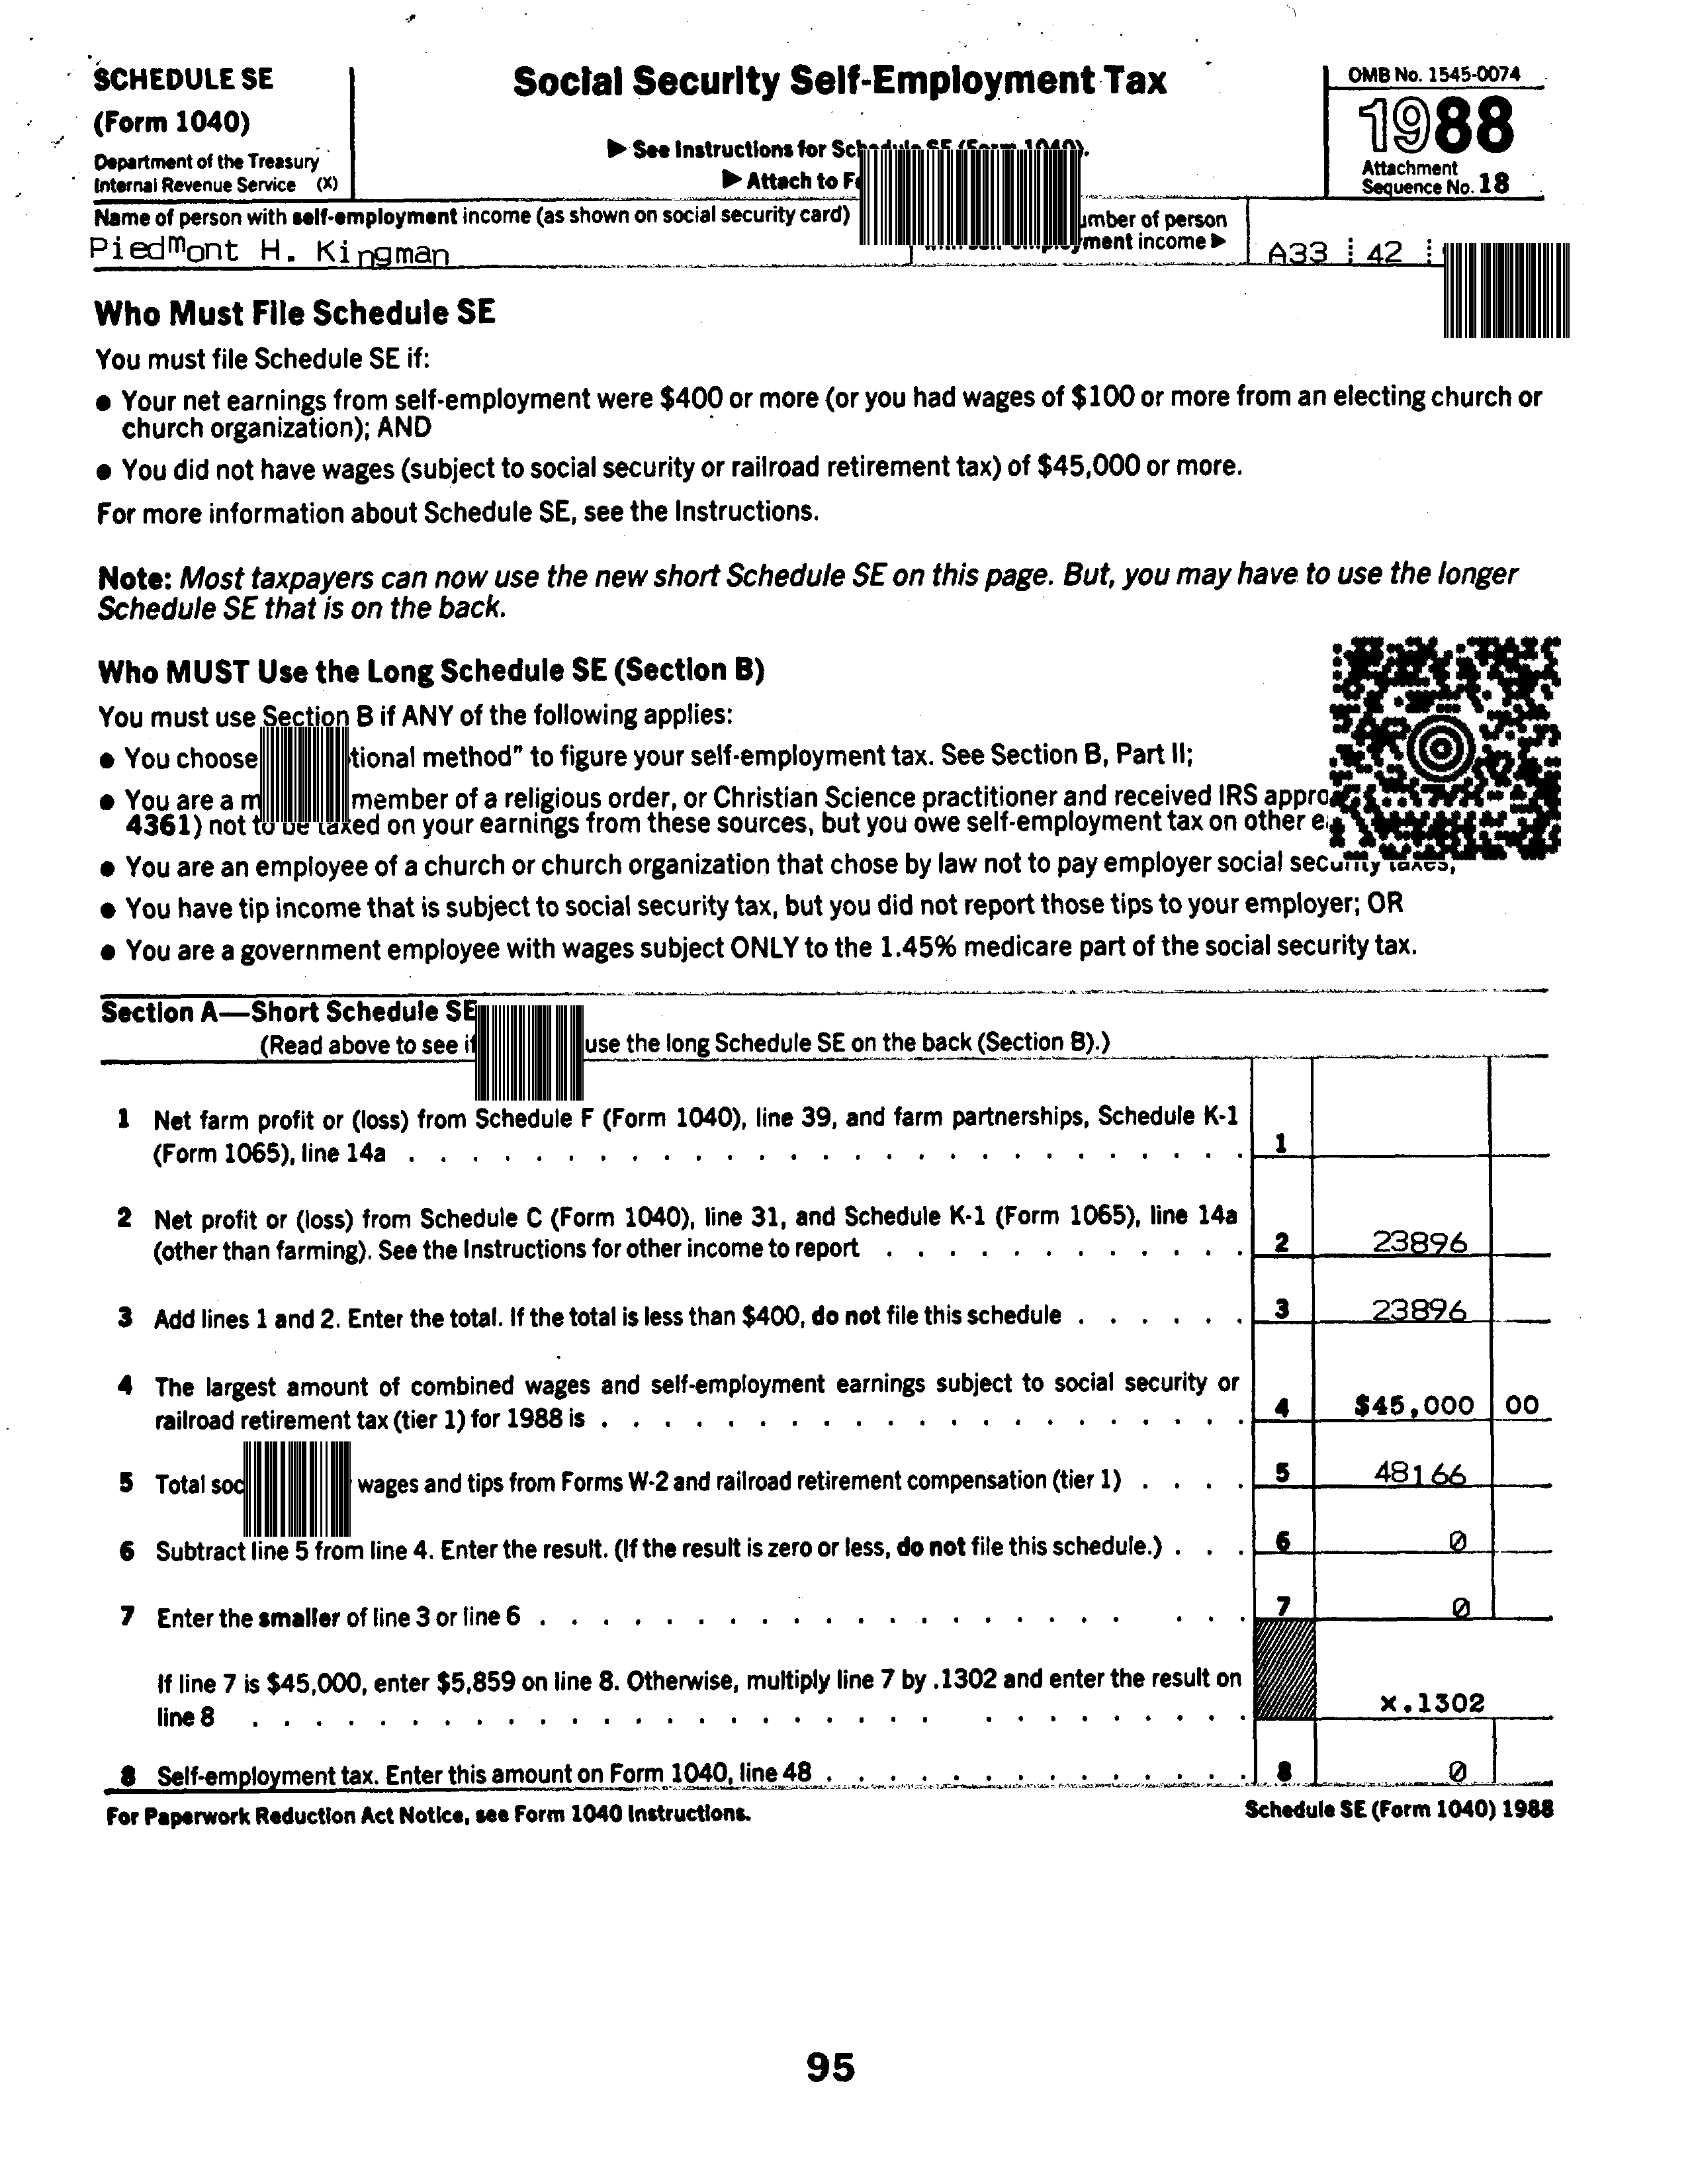 SCHEDULE SE
(Form 1040)
Department of the Treasury
Internal Revenue Service (X)
Social Security Self-Employment Tax
▶ See Instructions for Schedule SE (Form 1040).
▶ Attach to
OMB No. 1545-0074
1988
Attachment
Sequence No. 18
Name of person with self-employment income (as shown on social security card)
Piedmont H. Kingman
number of person
with self-employment income ▶
A33 42
Who Must File Schedule SE
You must file Schedule SE if:
● Your net earnings from self-employment were $400 or more (or you had wages of $100 or more from an electing church or
church organization); AND
● You did not have wages (subject to social security or railroad retirement tax) of $45,000 or more.
For more information about Schedule SE, see the Instructions.
Note: Most taxpayers can now use the new short Schedule SE on this page. But, you may have to use the longer
Schedule SE that is on the back.
Who MUST Use the Long Schedule SE (Section B)
You must use Section B if ANY of the following applies:
● You choose tional method" to figure your self-employment tax. See Section B, Part II;
● You are a member of a religious order, or Christian Science practitioner and received IRS
4361) not to be taxed on your earnings from these sources, but you owe self-employment tax on other
● You are an employee of a church or church organization that chose by law not to pay employer social security taxes;
● You have tip income that is subject to social security tax, but you did not report those tips to your employer; OR
● You are a government employee with wages subject ONLY to the 1.45% medicare part of the social security tax.
Section A—Short Schedule SE
(Read above to see if use the long Schedule SE on the back (Section B).)
1 Net farm profit or (loss) from Schedule F (Form 1040), line 39, and farm partnerships, Schedule K-1
(Form 1065), line 14a . . . 1
2 Net profit or (loss) from Schedule C (Form 1040), line 31, and Schedule K-1 (Form 1065), line 14a
(other than farming). See the Instructions for other income to report . . . 2 23896
3 Add lines 1 and 2. Enter the total. If the total is less than $400, do not file this schedule . . . 3 23896
4 The largest amount of combined wages and self-employment earnings subject to social security or
railroad retirement tax (tier 1) for 1988 is . . . 4 $45,000 00
5 Total wages and tips from Forms W-2 and railroad retirement compensation (tier 1) . . . 5 48166
6 Subtract line 5 from line 4. Enter the result. (If the result is zero or less, do not file this schedule.) . . . 6 0
7 Enter the smaller of line 3 or line 6 . . . 7 0
If line 7 is $45,000, enter $5,859 on line 8. Otherwise, multiply line 7 by .1302 and enter the result on
line 8 . . . x.1302
8 Self-employment tax. Enter this amount on Form 1040, line 48 . . . 8 0
For Paperwork Reduction Act Notice, see Form 1040 Instructions.
Schedule SE (Form 1040) 1988
95